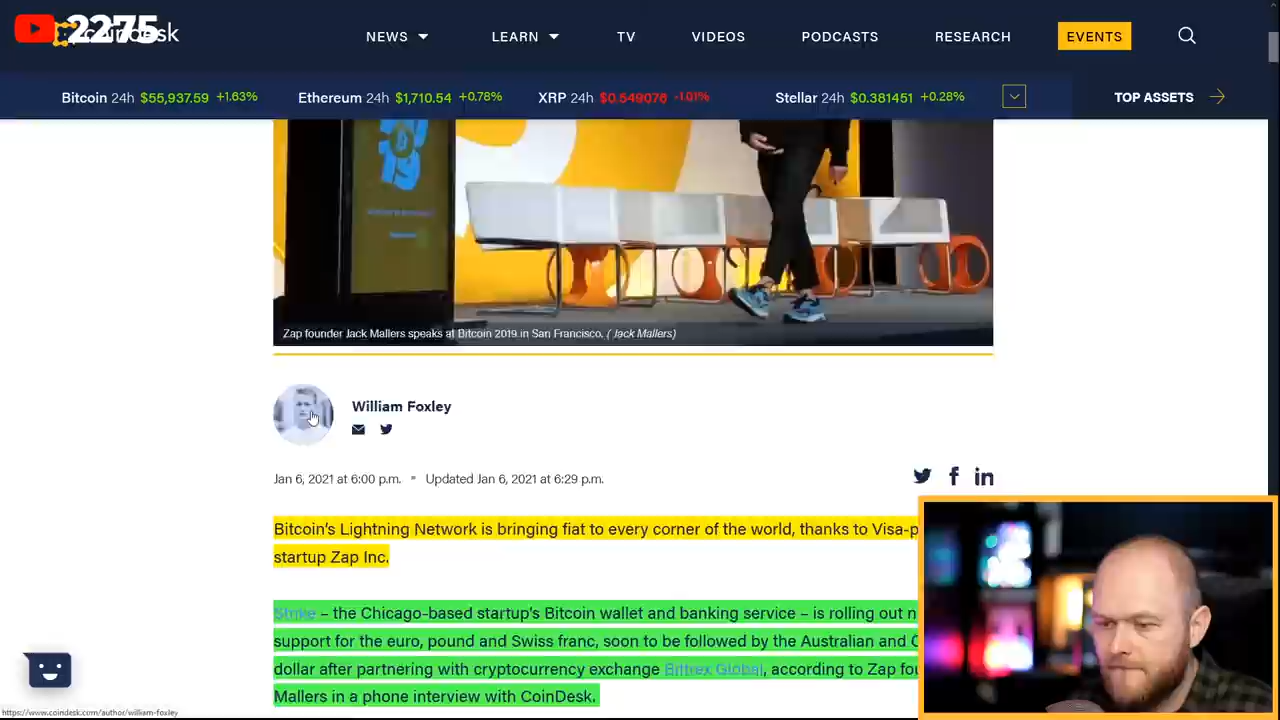 2275
coindesk
NEWS
LEARN
TV
VIDEOS
PODCASTS
RESEARCH
EVENTS
Bitcoin 24h $55,937.59 +1.63%
Ethereum 24h $1,710.54 +0.78%
XRP 24h $0.549076 -1.01%
Stellar 24h $0.381451 +0.28%
TOP ASSETS
Zap founder Jack Mallers speaks at Bitcoin 2019 in San Francisco. ( Jack Mallers)
William Foxley
Jan 6, 2021 at 6:00 p.m. Updated Jan 6, 2021 at 6:29 p.m.
Bitcoin's Lightning Network is bringing fiat to every corner of the world, thanks to Visa-p
startup Zap Inc.
Strike – the Chicago-based startup's Bitcoin wallet and banking service – is rolling out n
support for the euro, pound and Swiss franc, soon to be followed by the Australian and C
dollar after partnering with cryptocurrency exchange Bittrex Global, according to Zap fou
Mallers in a phone interview with CoinDesk.
https://www.coindesk.com/author/william-foxley